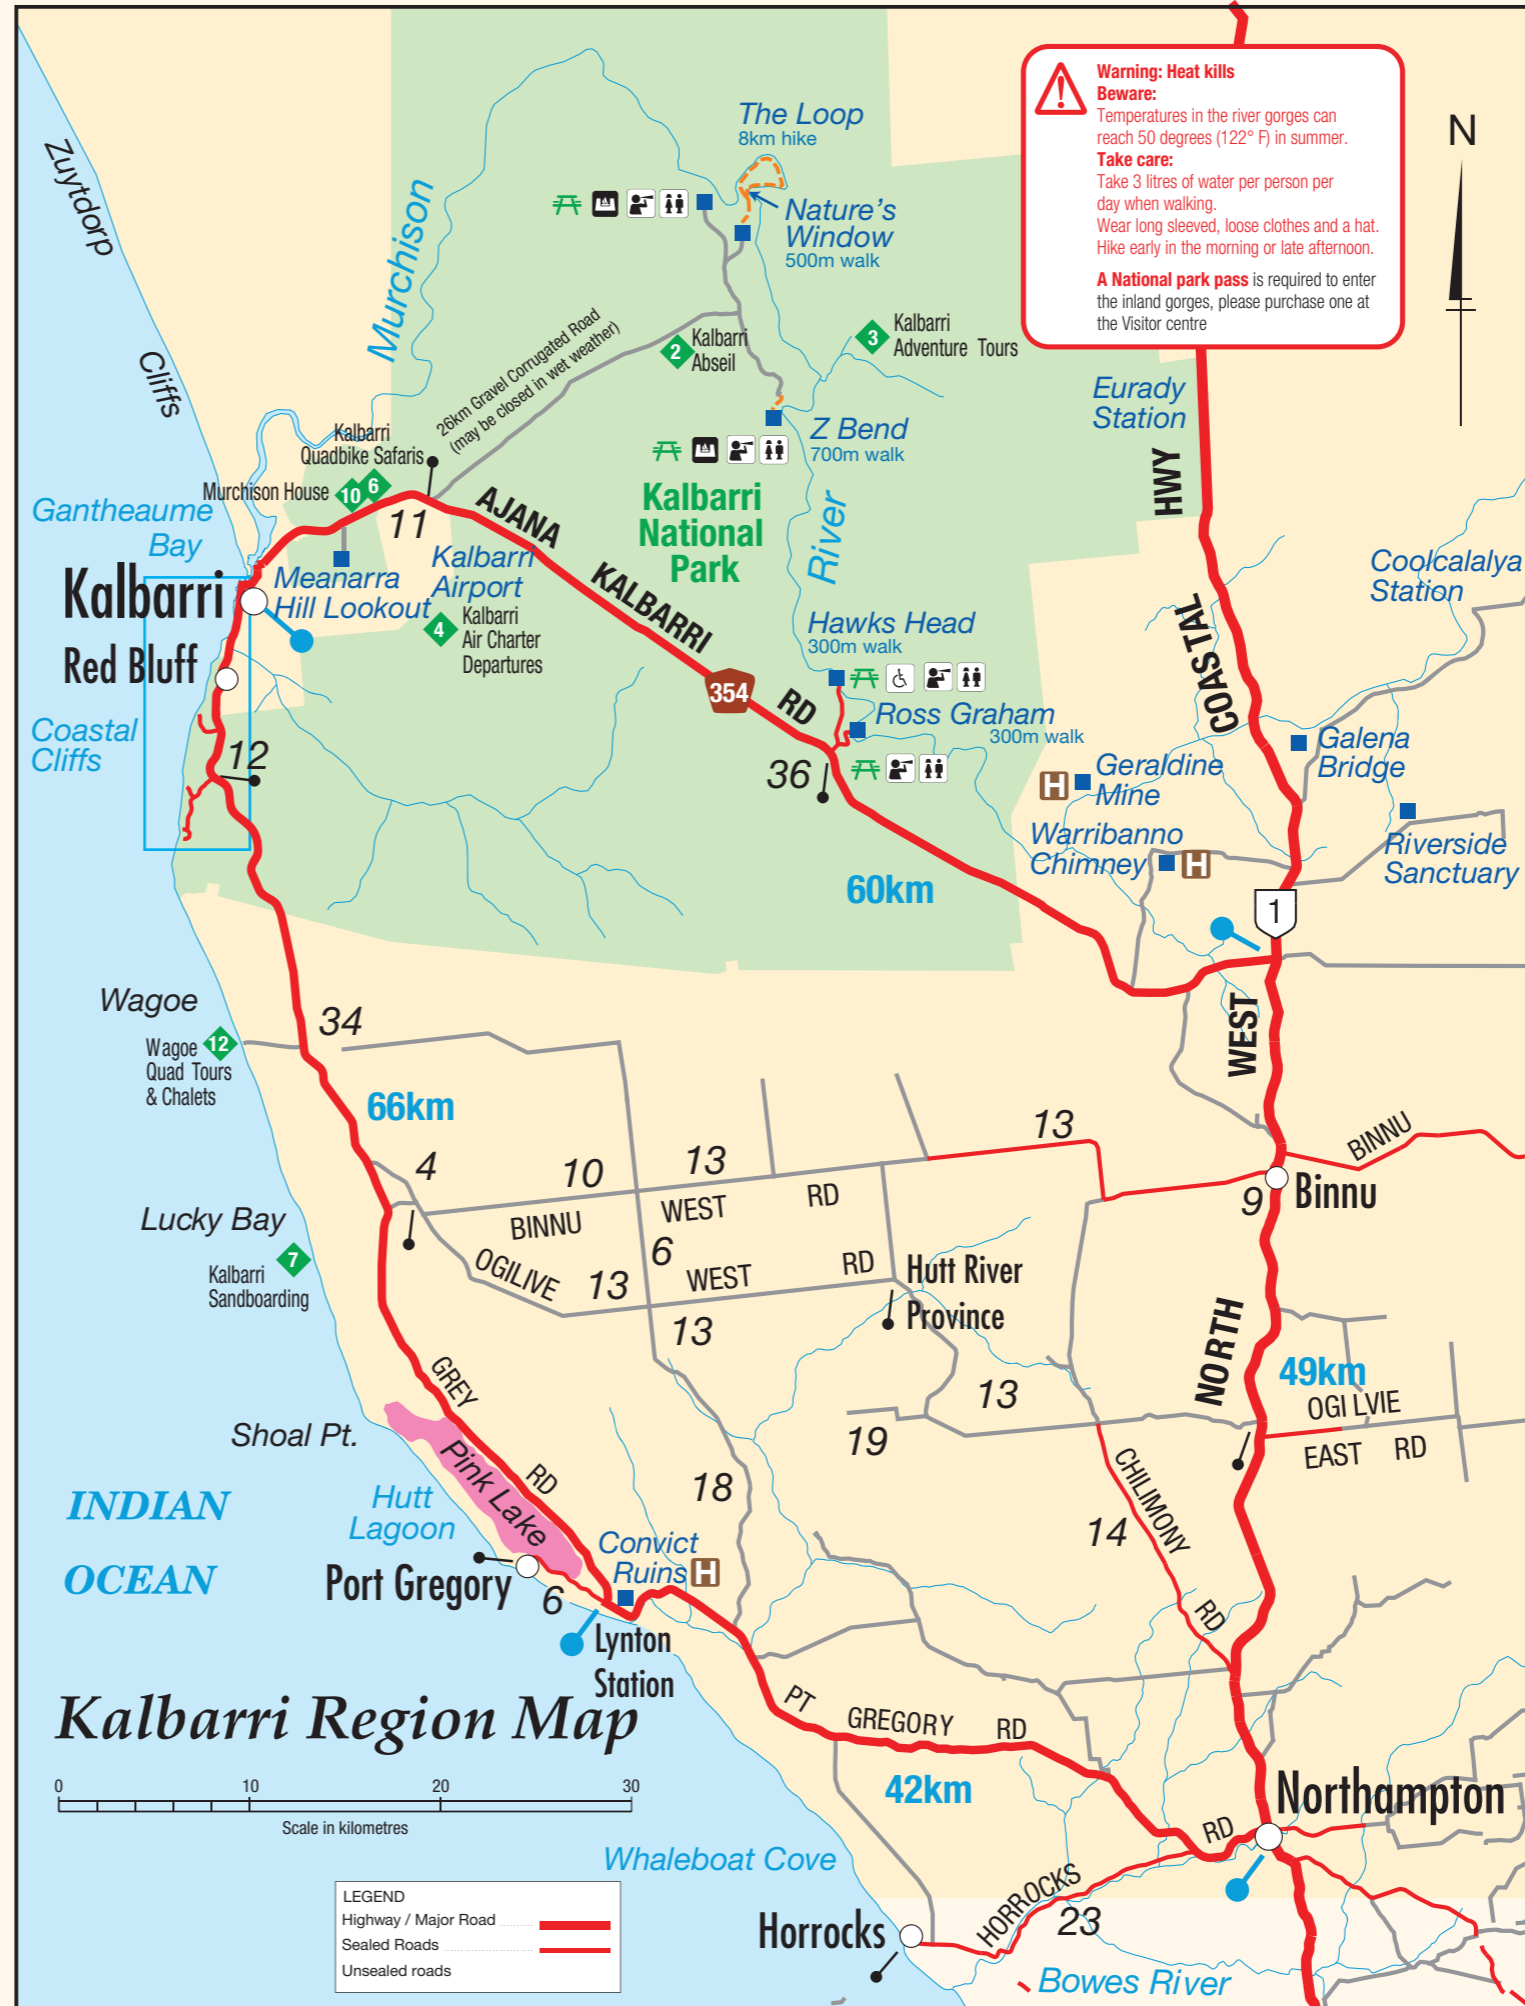 Warning: Heat kills
Beware:
Temperatures in the river gorges can
reach 50 degrees (122° F) in summer.
Take care:
Take 3 litres of water per person per
day when walking.
Wear long sleeved, loose clothes and a hat.
Hike early in the morning or late afternoon.
A National park pass is required to enter
the inland gorges, please purchase one at
the Visitor centre
N
The Loop
8km hike
Nature's
Window
500m walk
Zuytdorp
Cliffs
Murchison
River
26km Gravel Corrugated Road
(may be closed in wet weather)
2
Kalbarri
Abseil
3
Kalbarri
Adventure Tours
Eurady
Station
Z Bend
700m walk
Kalbarri
Quadbike Safaris
Murchison House
10
6
11
Gantheaume
Bay
Kalbarri
National
Park
AJANA
KALBARRI
RD
354
HWY
COASTAL
WEST
NORTH
Coolcalalya
Station
Kalbarri
Meanarra
Hill Lookout
Kalbarri
Airport
4
Kalbarri
Air Charter
Departures
Red Bluff
Hawks Head
300m walk
Ross Graham
300m walk
Coastal
Cliffs
12
36
H
Geraldine
Mine
Galena
Bridge
Warribanno
Chimney
H
Riverside
Sanctuary
60km
1
Wagoe
Wagoe
Quad Tours
& Chalets
12
34
66km
4
10
13
13
BINNU
WEST
RD
BINNU
9
Binnu
Lucky Bay
7
Kalbarri
Sandboarding
OGILIVE
13
6
WEST
RD
13
Hutt River
Province
49km
OGI LVIE
EAST
RD
13
19
GREY
RD
Shoal Pt.
Pink Lake
Hutt
Lagoon
18
CHILIMONY
RD
14
INDIAN
OCEAN
Convict
Ruins
H
Port Gregory
6
Lynton
Station
Kalbarri Region Map
PT
GREGORY
RD
42km
0
10
20
30
Scale in kilometres
Northampton
RD
Whaleboat Cove
HORROCKS
23
Horrocks
Bowes River
LEGEND
Highway / Major Road
Sealed Roads
Unsealed roads